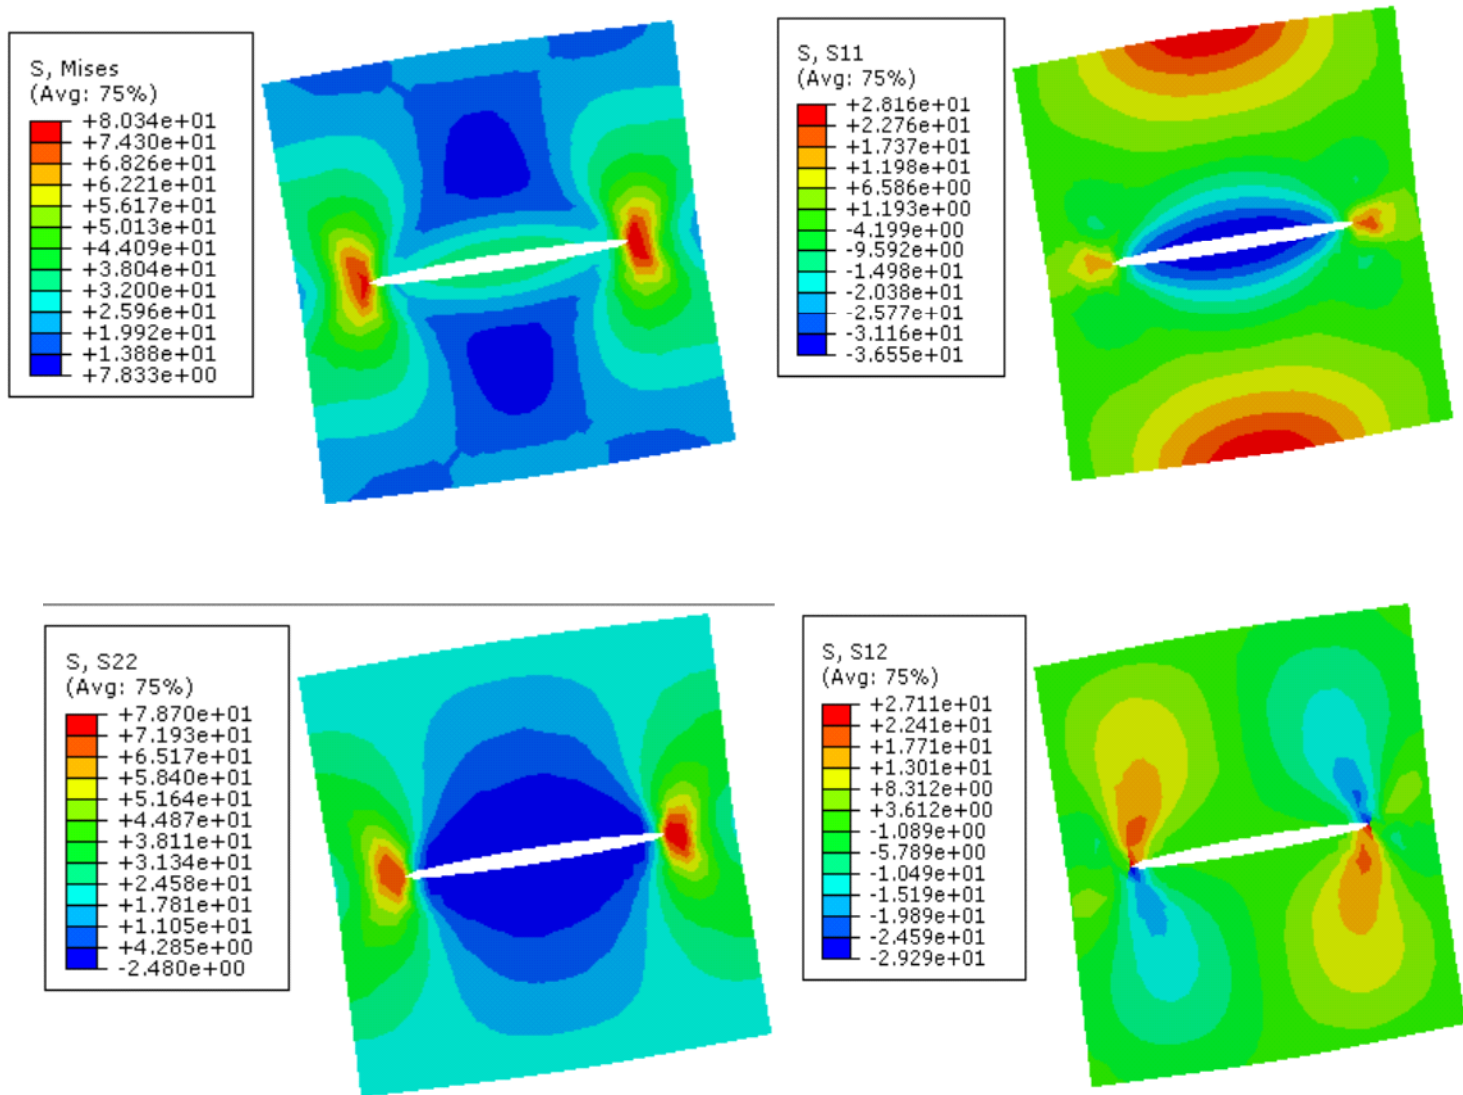 S, Mises
(Avg: 75%)
+8.034e+01
+7.430e+01
+6.826e+01
+6.221e+01
+5.617e+01
+5.013e+01
+4.409e+01
+3.804e+01
+3.200e+01
+2.596e+01
+1.992e+01
+1.388e+01
+7.833e+00
S, S11
(Avg: 75%)
+2.816e+01
+2.276e+01
+1.737e+01
+1.198e+01
+6.586e+00
+1.193e+00
-4.199e+00
-9.592e+00
-1.498e+01
-2.038e+01
-2.577e+01
-3.116e+01
-3.655e+01
S, S22
(Avg: 75%)
+7.870e+01
+7.193e+01
+6.517e+01
+5.840e+01
+5.164e+01
+4.487e+01
+3.811e+01
+3.134e+01
+2.458e+01
+1.781e+01
+1.105e+01
+4.285e+00
-2.480e+00
S, S12
(Avg: 75%)
+2.711e+01
+2.241e+01
+1.771e+01
+1.301e+01
+8.312e+00
+3.612e+00
-1.089e+00
-5.789e+00
-1.049e+01
-1.519e+01
-1.989e+01
-2.459e+01
-2.929e+01